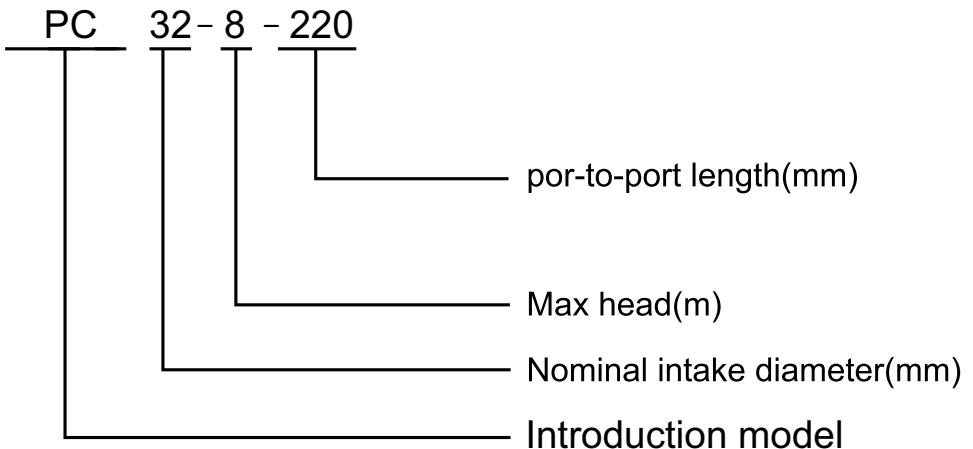 PC 32-8-220
por-to-port length(mm)
Max head(m)
Nominal intake diameter(mm)
Introduction model